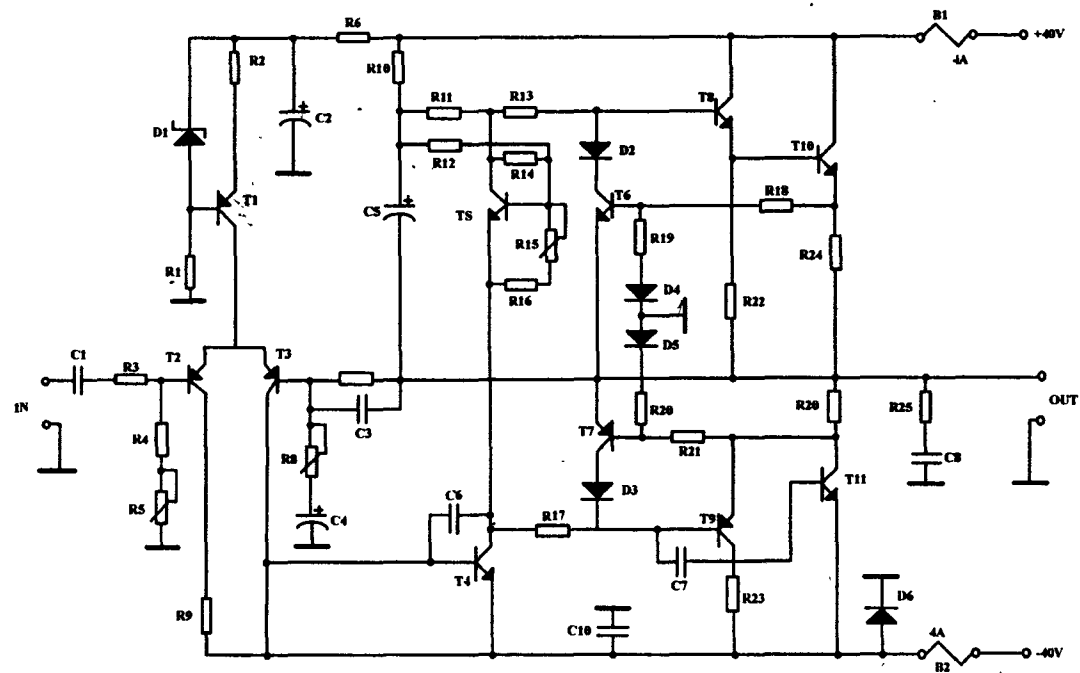 R6
B1
+40V
4A
R2
R10
R11
R13
T8
D1
C2
R12
R14
D2
T10
T1
C5
TS
T6
R18
R15
R19
R24
R1
R16
D4
R22
D5
C1
R3
T2
T3
IN
C3
R20
R20
R25
OUT
T7
R4
R21
R8
C8
T11
R5
C4
C6
D3
R17
T9
T4
C7
R23
D6
R9
C10
4A
-40V
B2